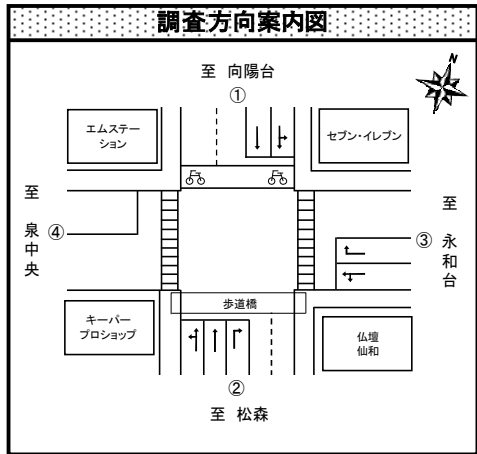 調査方向案内図
N
至 向陽台
①
エムステー
ション
セブン・イレブン
至 泉中央
④
③
至 永和台
歩道橋
キーパー
プロショップ
仏壇
仙和
②
至 松森